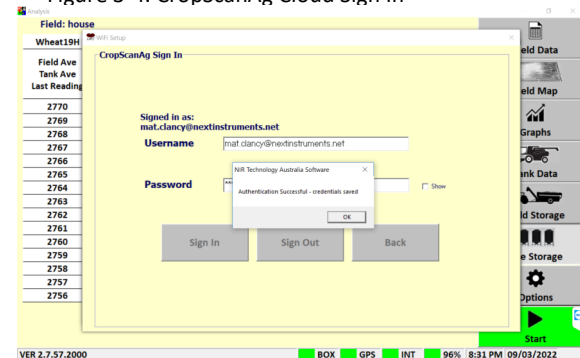 Figure 3-4: CropScanAg Cloud Sign In
Analysis
Field: house
Wheat19H
Field Ave
Tank Ave
Last Reading
2770
2769
2768
2767
2766
2765
2764
2763
2762
2761
2760
2759
2758
2757
2756
WiFi Setup
CropScanAg Sign In
Signed in as:
mat.clancy@nextinstruments.net
Username mat.clancy@nextinstruments.net
Password ** Show
NIR Technology Australia Software
Authentication Successful - credentials saved
OK
Sign In Sign Out Back
eld Data
eld Map
Graphs
ank Data
ld Storage
e Storage
Options
Start
VER 2.7.57.2000 BOX GPS INT 96% 8:31 PM 09/03/2022